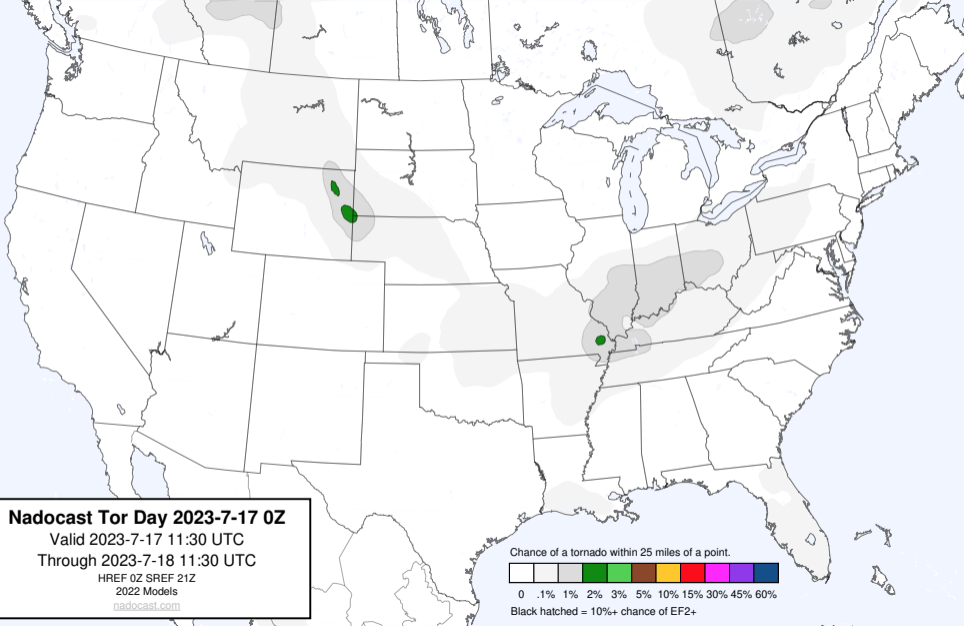 Nadocast Tor Day 2023-7-17 0Z
Valid 2023-7-17 11:30 UTC
Through 2023-7-18 11:30 UTC
HREF 0Z SREF 21Z
2022 Models
nadocast.com
Chance of a tornado within 25 miles of a point.
0 .1% 1% 2% 3% 5% 10% 15% 30% 45% 60%
Black hatched = 10%+ chance of EF2+